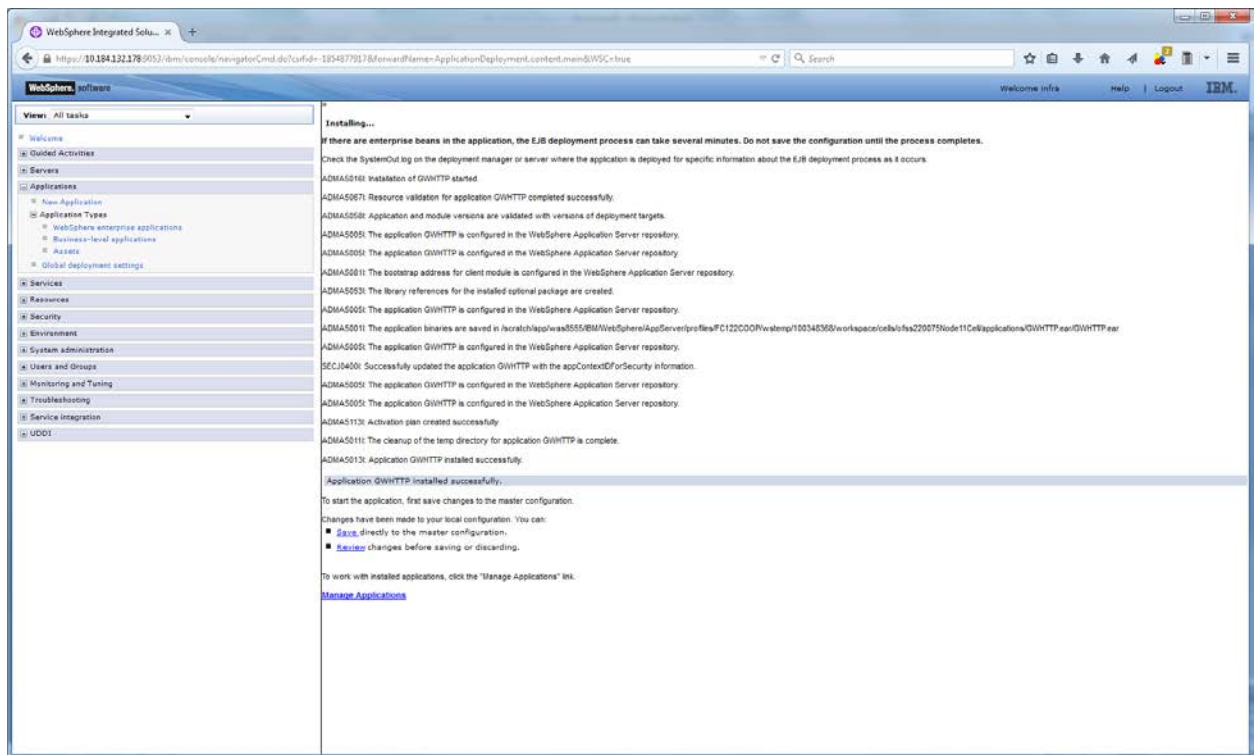 WebSphere Integrated Solu... × +
https://10.184.132.178:9053/ibm/console/navigatorCmd.do?csrfid=-1854877917&forwardName=ApplicationDeployment.content.main&WSC=true
Search
WebSphere. software
Welcome infra Help | Logout IBM.
View: All tasks
Welcome
Guided Activities
Servers
Applications
New Application
Application Types
WebSphere enterprise applications
Business-level applications
Assets
Global deployment settings
Services
Resources
Security
Environment
System administration
Users and Groups
Monitoring and Tuning
Troubleshooting
Service integration
UDDI
Installing...
If there are enterprise beans in the application, the EJB deployment process can take several minutes. Do not save the configuration until the process completes.
Check the SystemOut.log on the deployment manager or server where the application is deployed for specific information about the EJB deployment process as it occurs.
ADMA5016I: Installation of GWHTTP started.
ADMA5067I: Resource validation for application GWHTTP completed successfully.
ADMA5058I: Application and module versions are validated with versions of deployment targets.
ADMA5005I: The application GWHTTP is configured in the WebSphere Application Server repository.
ADMA5005I: The application GWHTTP is configured in the WebSphere Application Server repository.
ADMA5081I: The bootstrap address for client module is configured in the WebSphere Application Server repository.
ADMA5053I: The library references for the installed optional package are created.
ADMA5005I: The application GWHTTP is configured in the WebSphere Application Server repository.
ADMA5001I: The application binaries are saved in /scratch/app/was8555/IBM/WebSphere/AppServer/profiles/FC122COOP/wstemp/100348368/workspace/cells/ofss220075Node11Cell/applications/GWHTTP.ear/GWHTTP.ear
ADMA5005I: The application GWHTTP is configured in the WebSphere Application Server repository.
SECJ0400I: Successfully updated the application GWHTTP with the appContextIDForSecurity information.
ADMA5005I: The application GWHTTP is configured in the WebSphere Application Server repository.
ADMA5005I: The application GWHTTP is configured in the WebSphere Application Server repository.
ADMA5113I: Activation plan created successfully.
ADMA5011I: The cleanup of the temp directory for application GWHTTP is complete.
ADMA5013I: Application GWHTTP installed successfully.
Application GWHTTP installed successfully.
To start the application, first save changes to the master configuration.
Changes have been made to your local configuration. You can:
Save directly to the master configuration.
Review changes before saving or discarding.
To work with installed applications, click the "Manage Applications" link.
Manage Applications